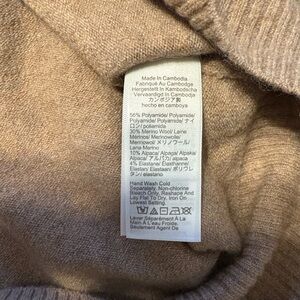 Made In Cambodia
Fabriqué Au Cambodge
Hergestellt In Kambodscha
Vervaardigd In Cambodja
カンボジア製
hecho en camboya
56% Polyamide/ Polyamide/
Polyamide/ Polyamide/ ナイ
ロン/ poliamida
30% Merino Wool/ Laine
Merinos/ Merinowolle/
Merinowol/ メリノウール/
Lana Merino
10% Alpaca/ Alpaga/ Alpaka/
Alpaca/ アルパカ/ alpaca
4% Elastane/ Elasthanne/
Elastan/ Elastaan/ ポリウレ
タン/ elastano
Hand Wash Cold
Separately. Non-chlorine
Bleach Only. Reshape And
Lay Flat To Dry. Iron On
Lowest Setting.
Laver Séparément À La
Main À L'eau Froide.
Seulement Agent De